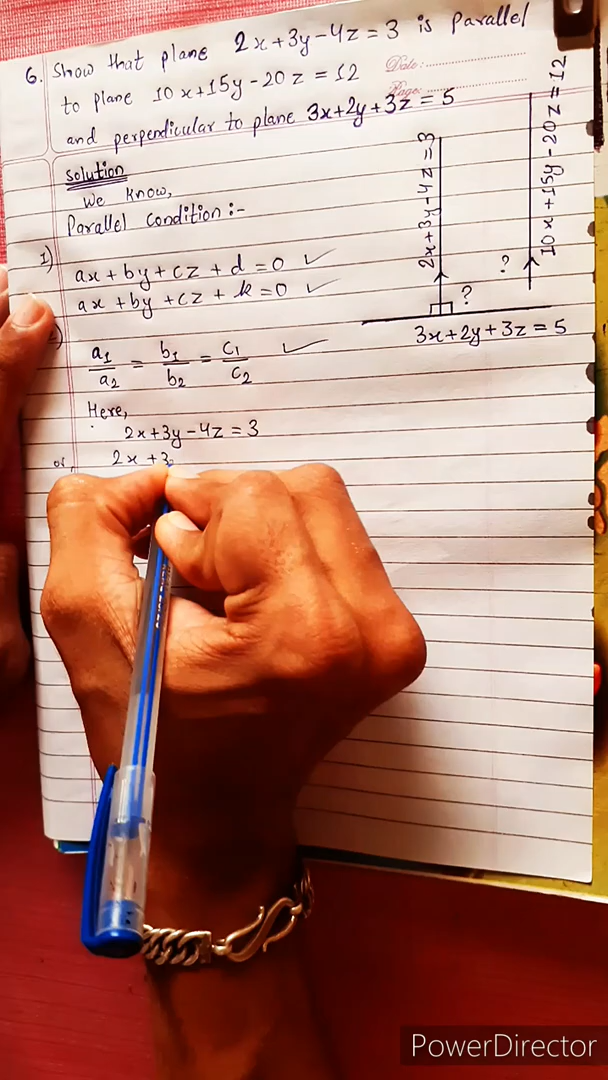 6. Show that plane 2x+3y-4z=3 is parallel
to plane 10x+15y-20z=12
Date:
Page:
and perpendicular to plane 3x+2y+3z=5
solution
We know,
Parallel condition:-
1) ax+by+cz+d=0 ✓
ax+by+cz+k=0 ✓
a1/a2 = b1/b2 = c1/c2 ✓
Here,
2x+3y-4z=3
or, 2x+3
2x+3y-4z=3
10x+15y-20z=12
?
?
3x+2y+3z=5
PowerDirector